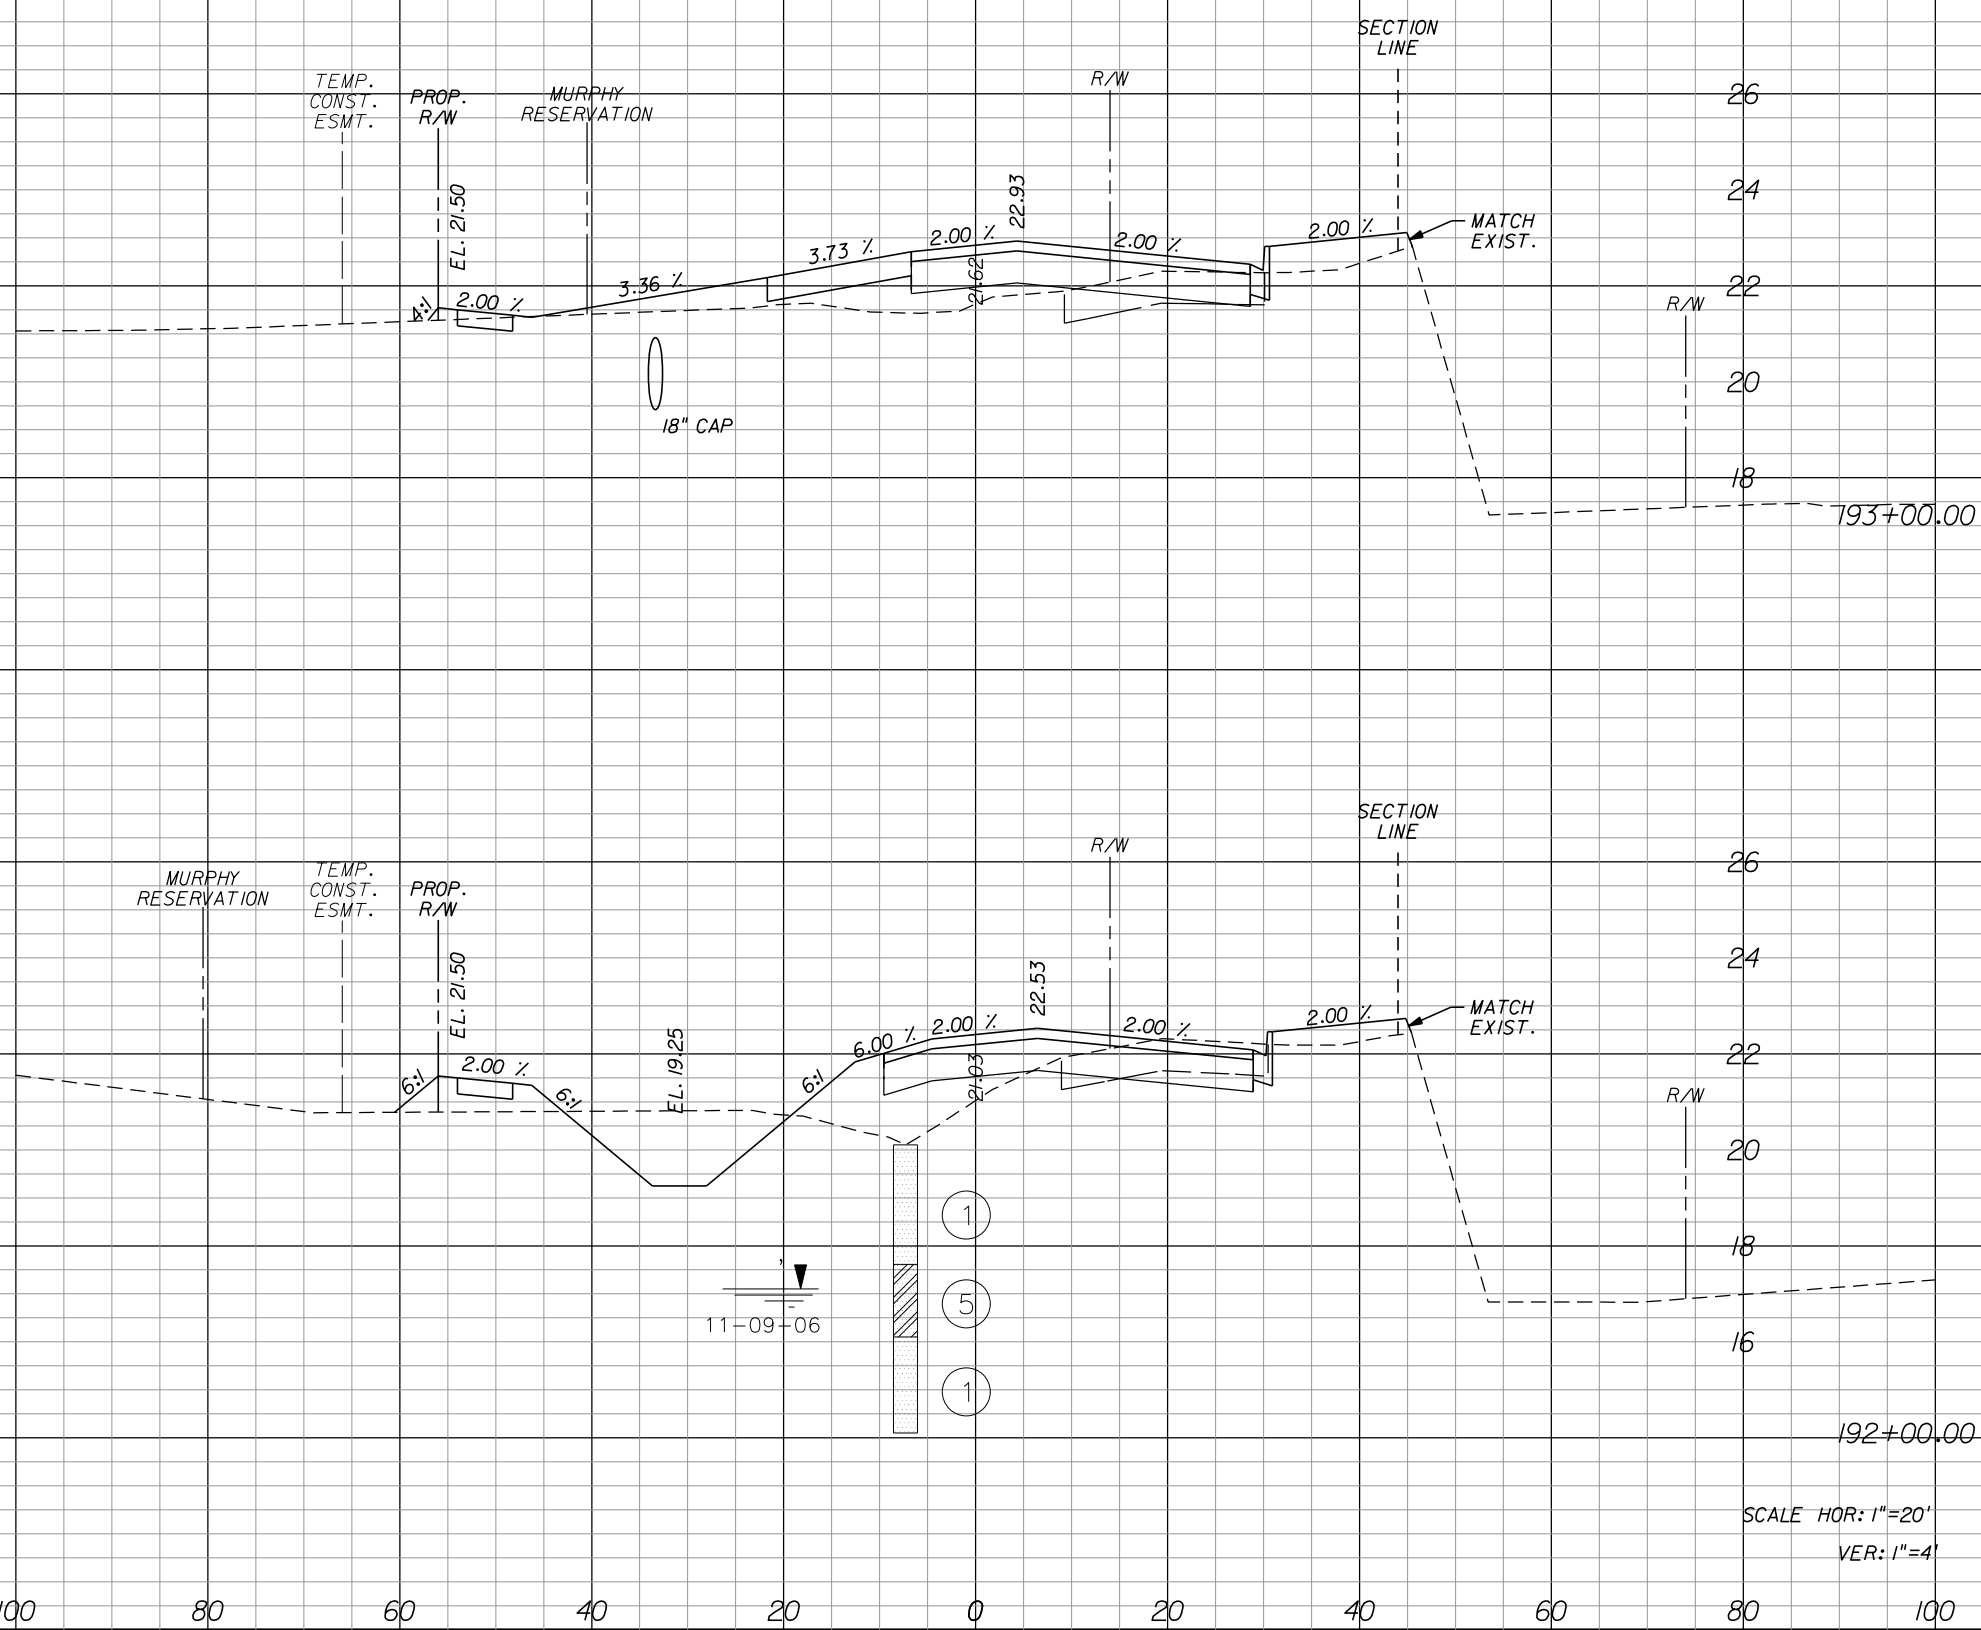 SECTION
LINE
26
TEMP.
CONST.
ESMT.
PROP.
R/W
MURPHY
RESERVATION
R/W
EL. 21.50
22.93
24
4:1
2.00 %
3.36 %
3.73 %
2.00 %
21.62
2.00 %
2.00 %
MATCH
EXIST.
22
R/W
18" CAP
20
18
193+00.00
SECTION
LINE
26
MURPHY
RESERVATION
TEMP.
CONST.
ESMT.
PROP.
R/W
R/W
EL. 21.50
22.53
24
6:1
2.00 %
6:1
EL. 19.25
6:1
6.00 %
2.00 %
21.03
2.00 %
2.00 %
MATCH
EXIST.
22
R/W
20
1
18
5
11-09-06
16
1
192+00.00
SCALE HOR: 1"=20'
VER: 1"=4'
100 80 60 40 20 0 20 40 60 80 100